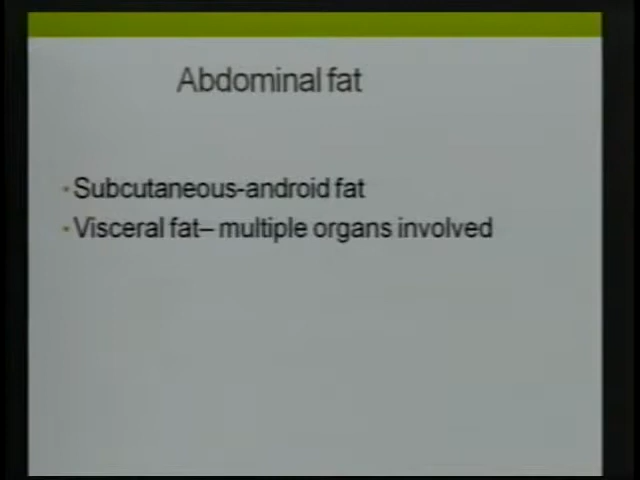 Abdominal fat
Subcutaneous-android fat
Visceral fat– multiple organs involved